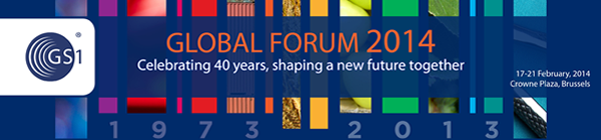 GS1
®
GLOBAL FORUM 2014
Celebrating 40 years, shaping a new future together
17-21 February, 2014
Crowne Plaza, Brussels
1973 2013